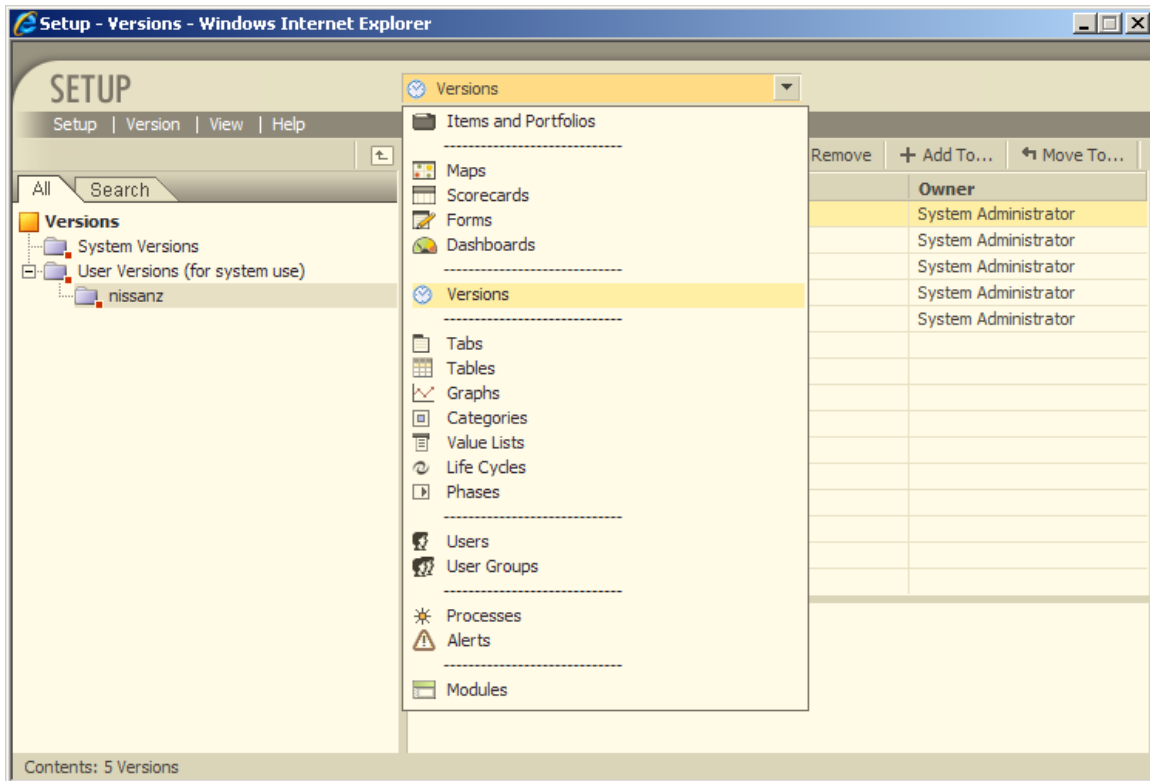 Setup - Versions - Windows Internet Explorer
SETUP
Versions
Setup | Version | View | Help
Remove + Add To... Move To...
All Search
Versions
System Versions
User Versions (for system use)
nissanz
Items and Portfolios
----------------------------
Maps
Scorecards
Forms
Dashboards
----------------------------
Versions
----------------------------
Tabs
Tables
Graphs
Categories
Value Lists
Life Cycles
Phases
----------------------------
Users
User Groups
----------------------------
Processes
Alerts
----------------------------
Modules
Owner
System Administrator
System Administrator
System Administrator
System Administrator
System Administrator
Contents: 5 Versions